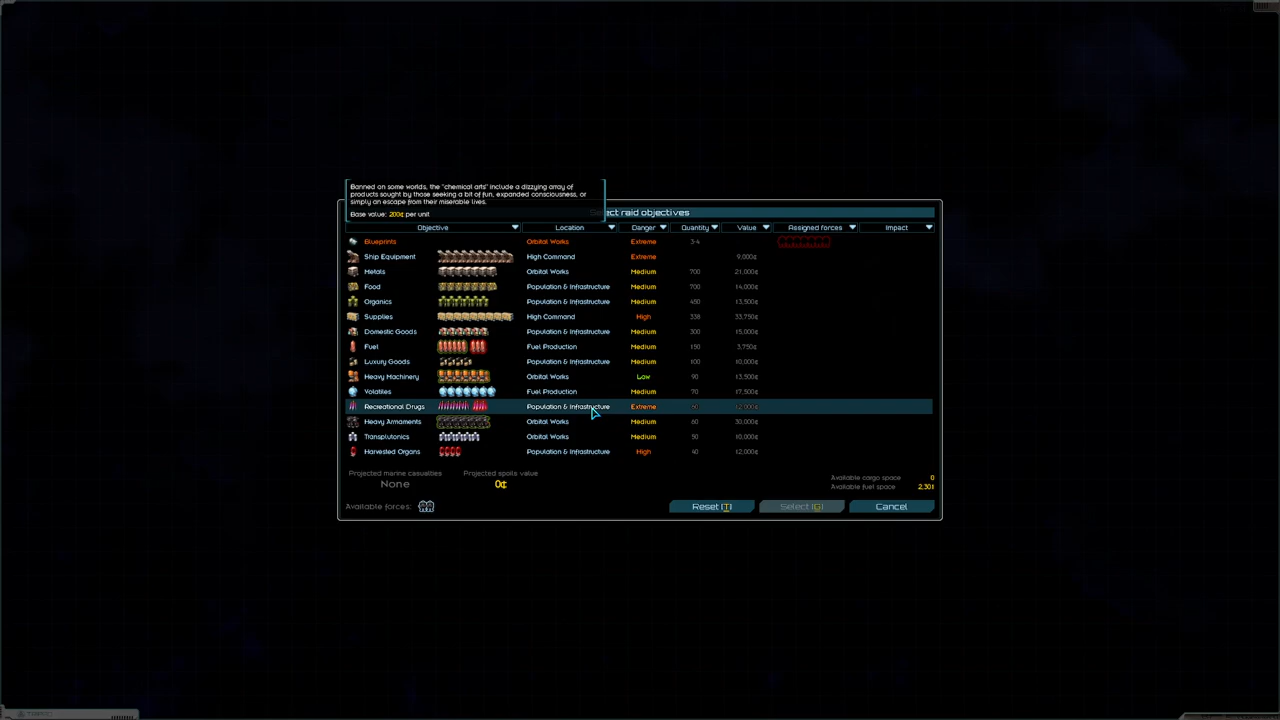 Banned on some worlds, the "chemical arts" include a dizzying array of
products sought by those seeking a bit of fun, expanded consciousness, or
simply an escape from their miserable lives.
Base value: 200¢ per unit
ect raid objectives
Objective Location Danger Quantity Value Assigned forces Impact
Blueprints Orbital Works Extreme 3-4
Ship Equipment High Command Extreme 9,000¢
Metals Orbital Works Medium 700 21,000¢
Food Population & Infrastructure Medium 700 14,000¢
Organics Population & Infrastructure Medium 450 13,500¢
Supplies High Command High 338 33,750¢
Domestic Goods Population & Infrastructure Medium 300 15,000¢
Fuel Fuel Production Medium 150 3,750¢
Luxury Goods Population & Infrastructure Medium 100 10,000¢
Heavy Machinery Orbital Works Low 90 13,500¢
Volatiles Fuel Production Medium 70 17,500¢
Recreational Drugs Population & Infrastructure Extreme 60 12,000¢
Heavy Armaments Orbital Works Medium 60 30,000¢
Transplutonics Orbital Works Medium 50 10,000¢
Harvested Organs Population & Infrastructure High 40 12,000¢
Projected marine casualties Projected spoils value
None 0¢
Available cargo space 0
Available fuel space 2,301
Available forces: Reset [T] Select [G] Cancel